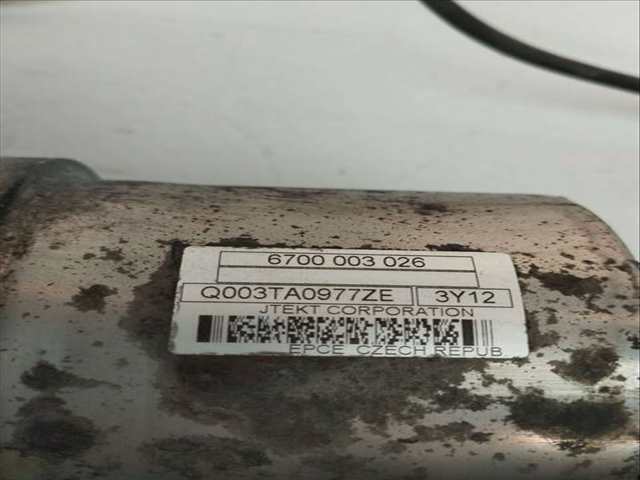 6700 003 026
Q003TA0977ZE 3Y12
JTEKT CORPORATION
EPCE CZECH REPUB